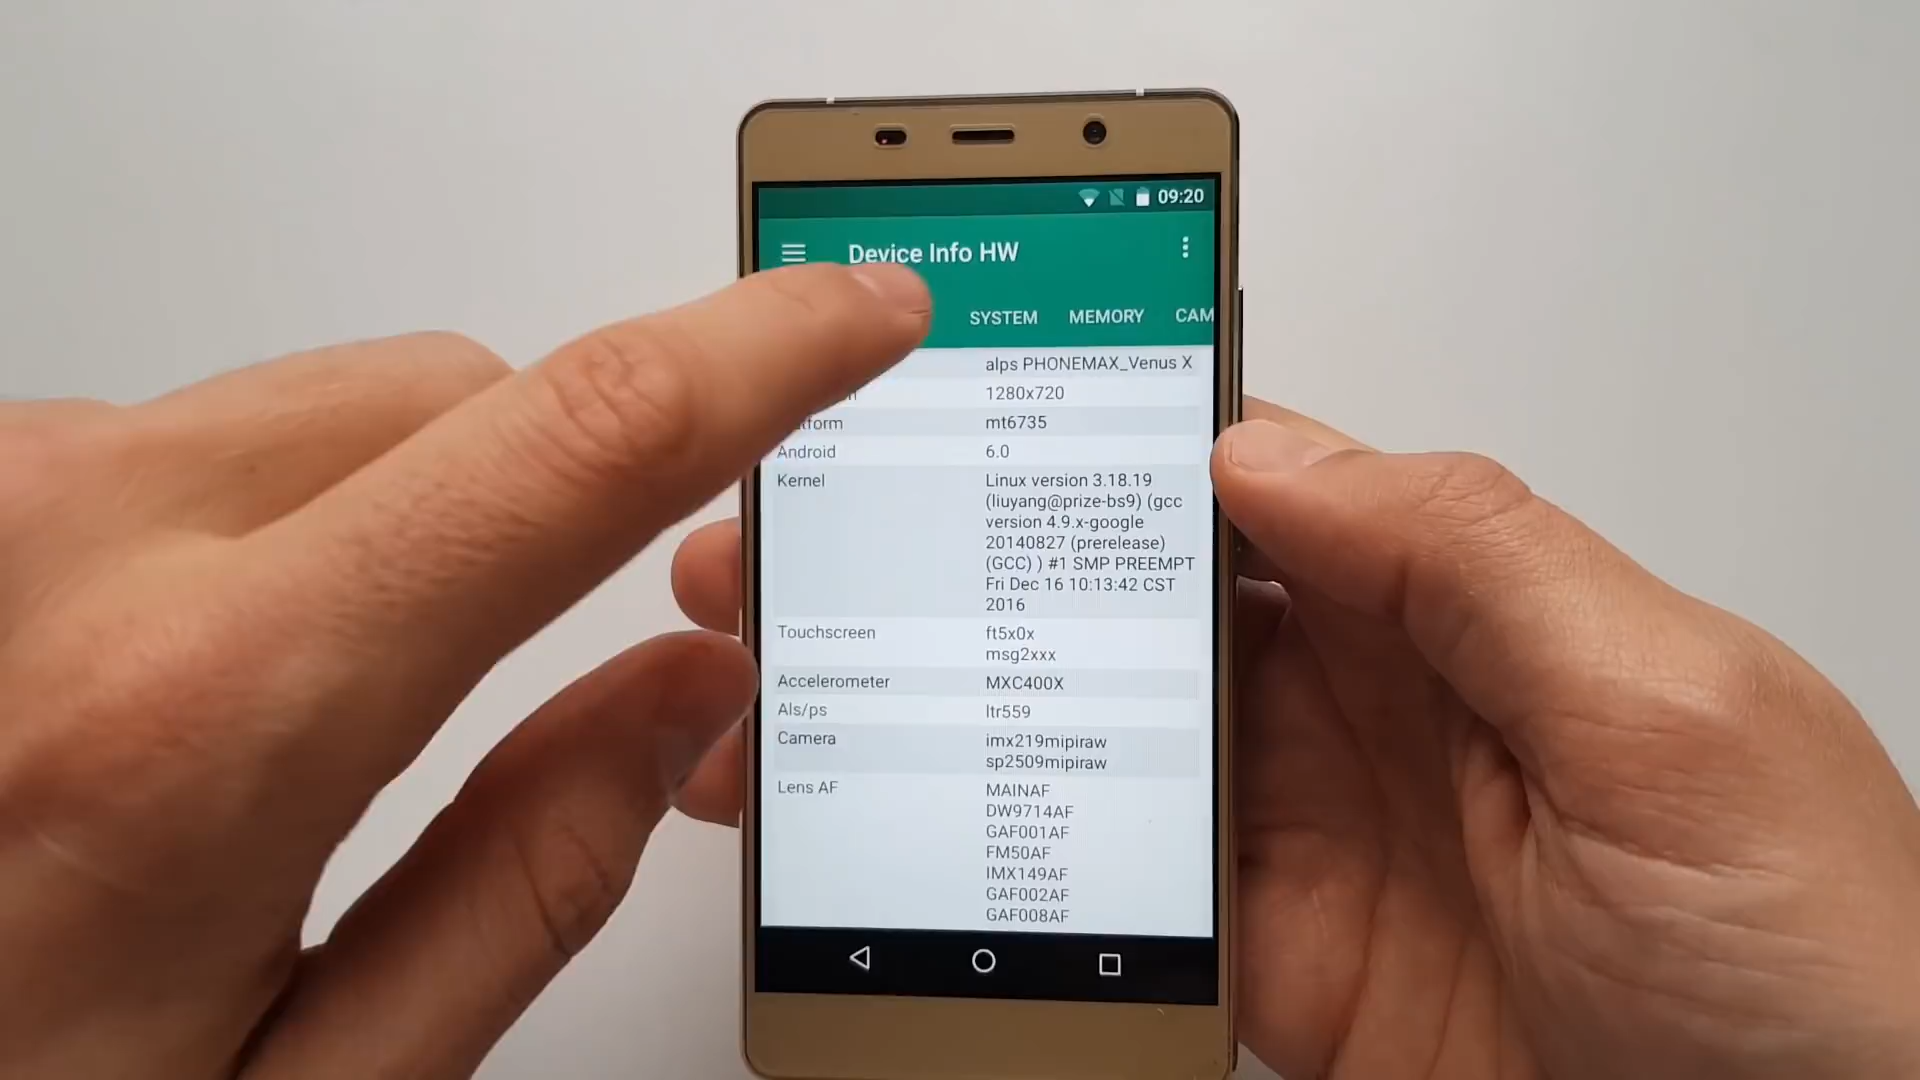 09:20
Device Info HW
SYSTEM MEMORY CAM
alps PHONEMAX_Venus X
1280x720
mt6735
Android 6.0
Kernel Linux version 3.18.19
(liuyang@prize-bs9) (gcc
version 4.9.x-google
20140827 (prerelease)
(GCC) ) #1 SMP PREEMPT
Fri Dec 16 10:13:42 CST
2016
Touchscreen ft5x0x
msg2xxx
Accelerometer MXC400X
Als/ps ltr559
Camera imx219mipiraw
sp2509mipiraw
Lens AF MAINAF
DW9714AF
GAF001AF
FM50AF
IMX149AF
GAF002AF
GAF008AF